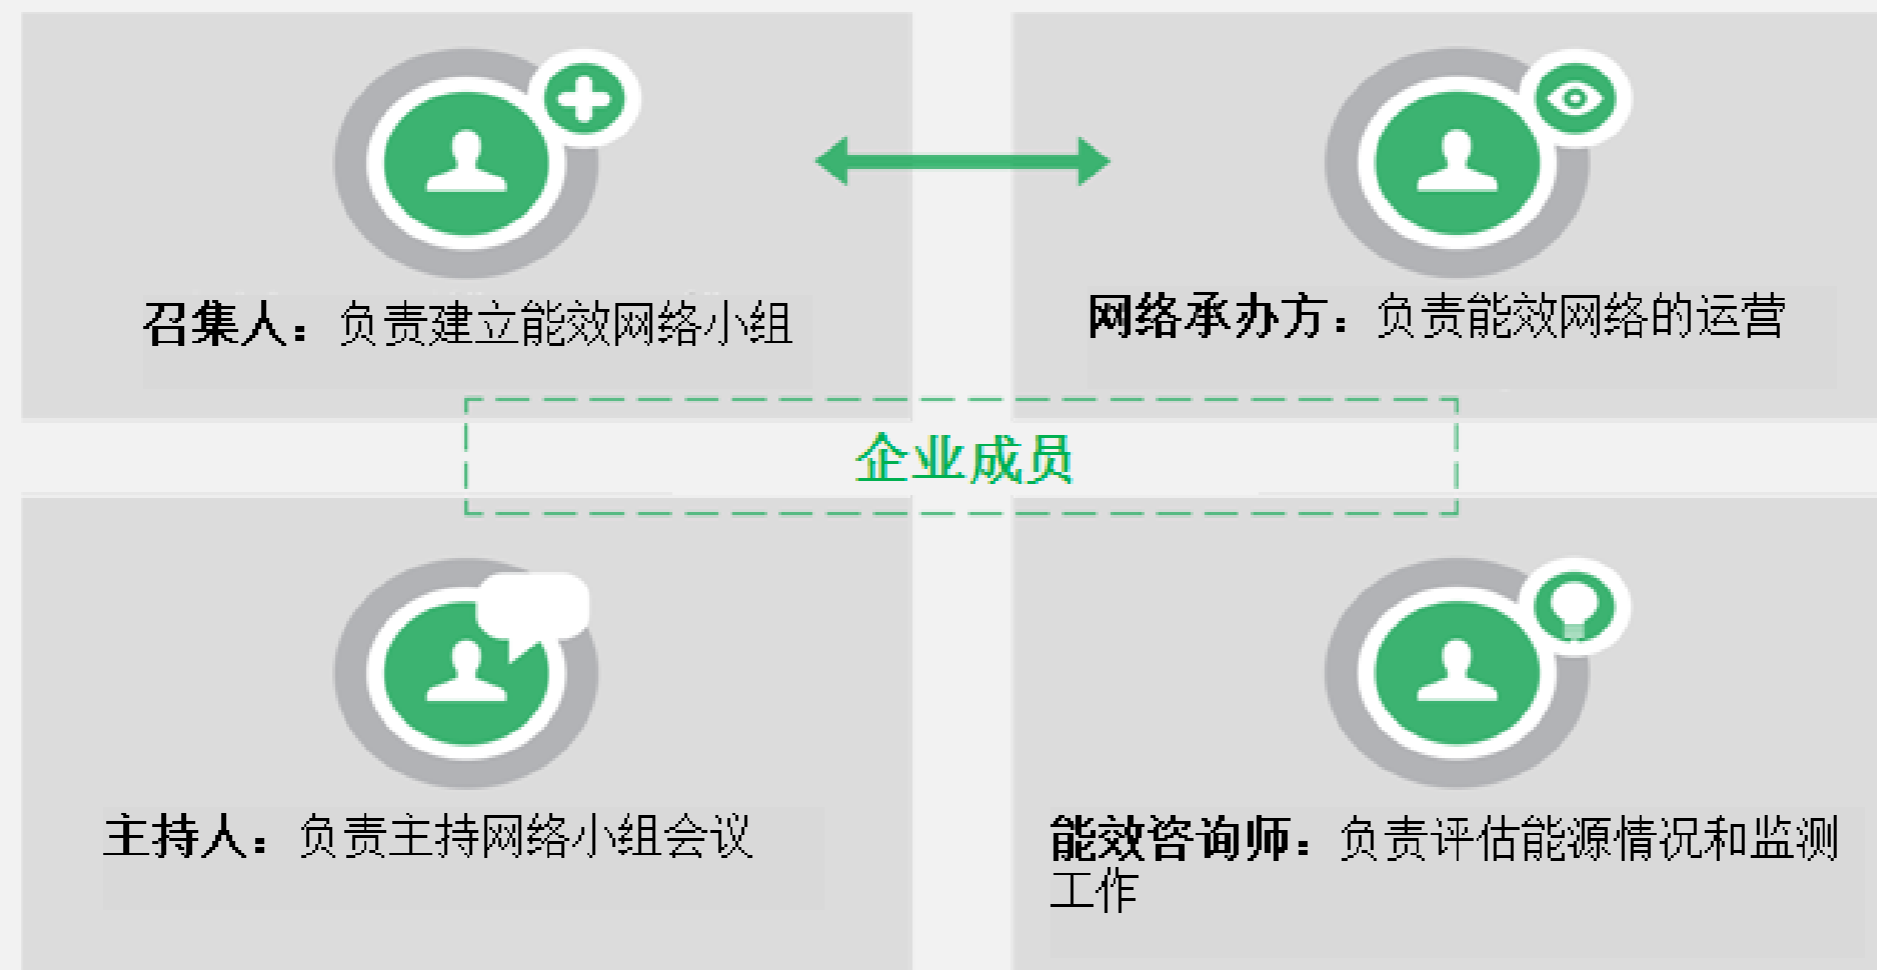 召集人：负责建立能效网络小组
网络承办方：负责能效网络的运营
企业成员
主持人：负责主持网络小组会议
能效咨询师：负责评估能源情况和监测
工作